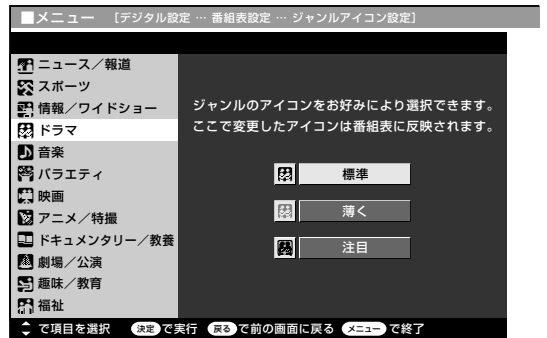 ■メニュー [デジタル設定 … 番組表設定 … ジャンルアイコン設定]
ニュース／報道
スポーツ
情報／ワイドショー
ドラマ
音楽
バラエティ
映画
アニメ／特撮
ドキュメンタリー／教養
劇場／公演
趣味／教育
福祉
ジャンルのアイコンをお好みにより選択できます。
ここで変更したアイコンは番組表に反映されます。
標準
薄く
注目
で項目を選択 決定で実行 戻るで前の画面に戻る メニューで終了